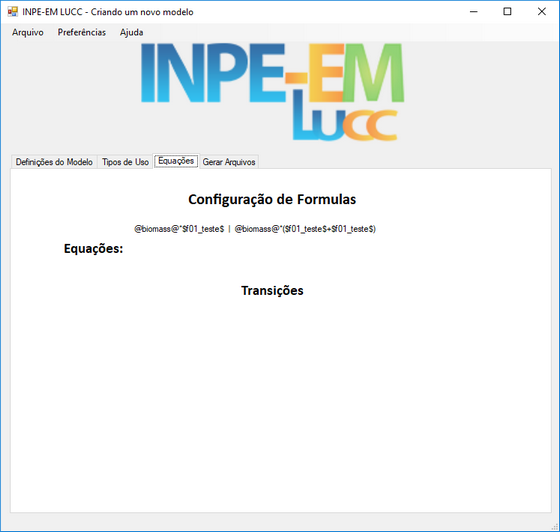 INPE-EM LUCC - Criando um novo modelo
Arquivo Preferências Ajuda
INPE-EM
LUCC
Definições do Modelo Tipos de Uso Equações Gerar Arquivos
Configuração de Formulas
@biomass@*$f01_teste$ | @biomass@*($f01_teste$+$f01_teste$)
Equações:
Transições